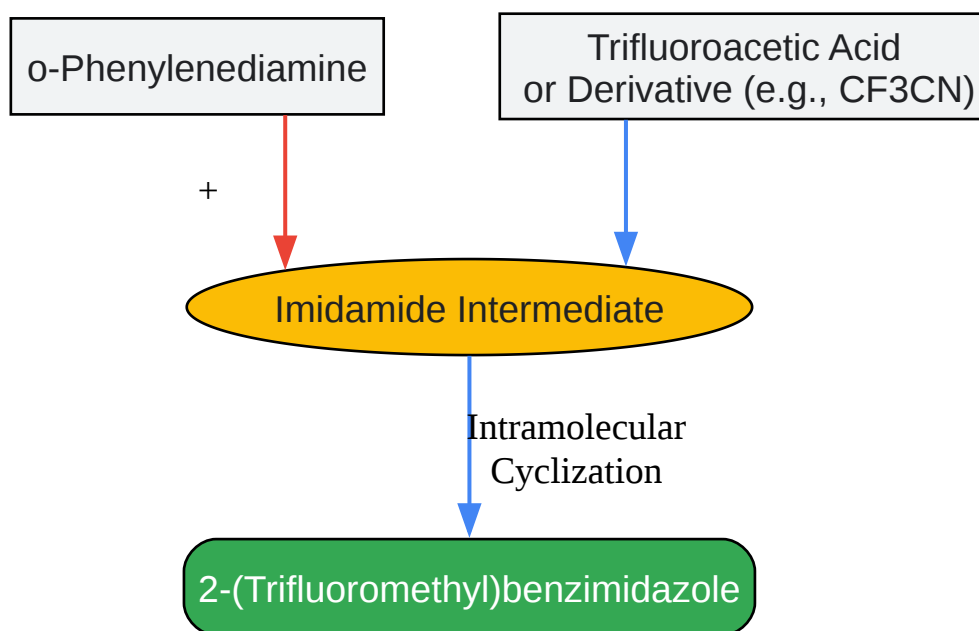 o-Phenylenediamine
Trifluoroacetic Acid
or Derivative (e.g., CF3CN)
+
Imidamide Intermediate
Intramolecular
Cyclization
2-(Trifluoromethyl)benzimidazole